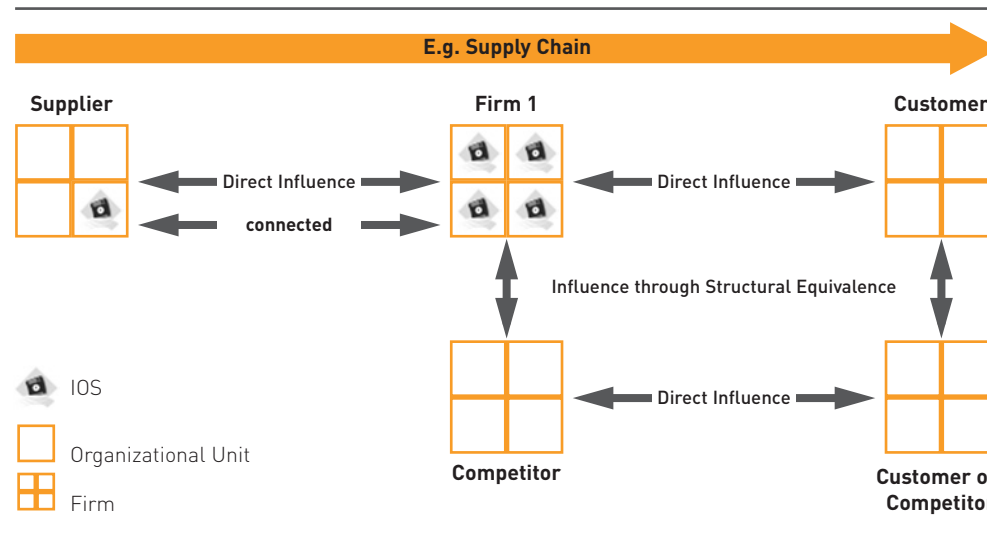 E.g. Supply Chain
Supplier
Firm 1
Customer
Direct Influence
Direct Influence
connected
Influence through Structural Equivalence
IOS
Direct Influence
Organizational Unit
Competitor
Customer o
Competito
Firm